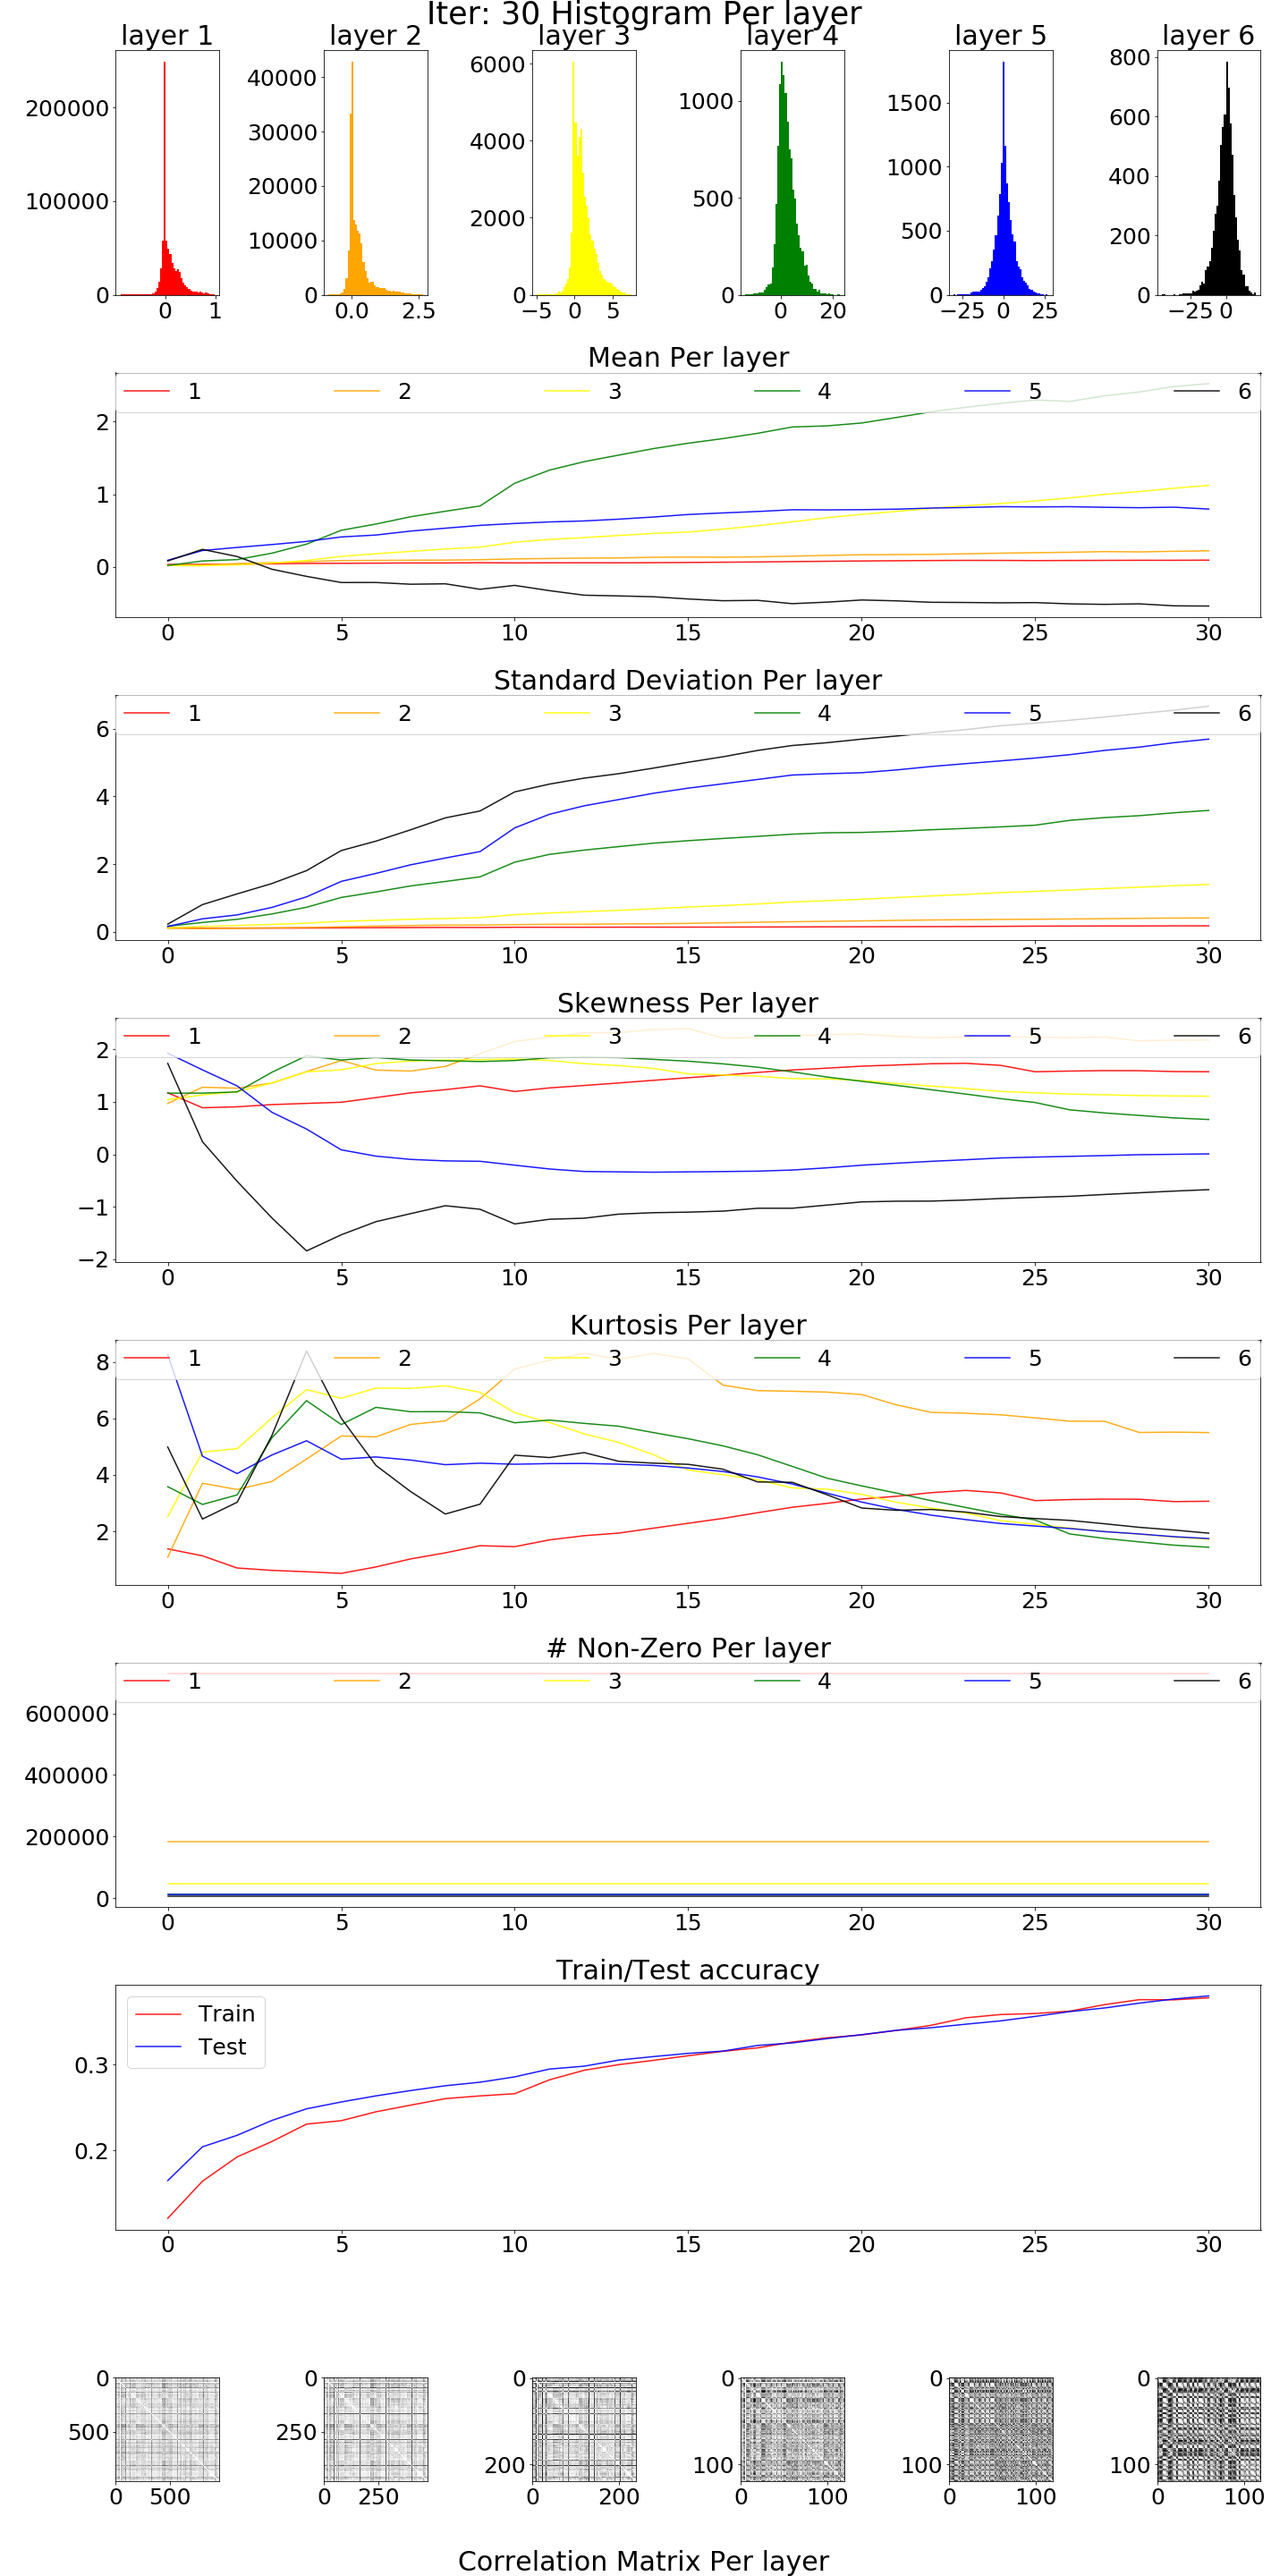 Iter: 30 Histogram Per layer
layer 1 layer 2 layer 3 layer 4 layer 5 layer 6
200000 100000 0 0 1
40000 30000 20000 10000 0 0.0 2.5
6000 4000 2000 0 −5 0 5
1000 500 0 0 20
1500 1000 500 0 −25 0 25
800 600 400 200 0 −25 0
Mean Per layer
1 2 3 4 5 6
2
1
0
0 5 10 15 20 25 30
Standard Deviation Per layer
1 2 3 4 5 6
6
4
2
0
0 5 10 15 20 25 30
Skewness Per layer
1 2 3 4 5 6
2
1
0
−1
−2
0 5 10 15 20 25 30
Kurtosis Per layer
1 2 3 4 5 6
8
6
4
2
0 5 10 15 20 25 30
# Non-Zero Per layer
1 2 3 4 5 6
600000
400000
200000
0
0 5 10 15 20 25 30
Train/Test accuracy
Train
Test
0.3
0.2
0 5 10 15 20 25 30
0 0 0 0 0 0
500 250 200 100 100 100
0 500 0 250 0 200 0 100 0 100 0 100
Correlation Matrix Per layer